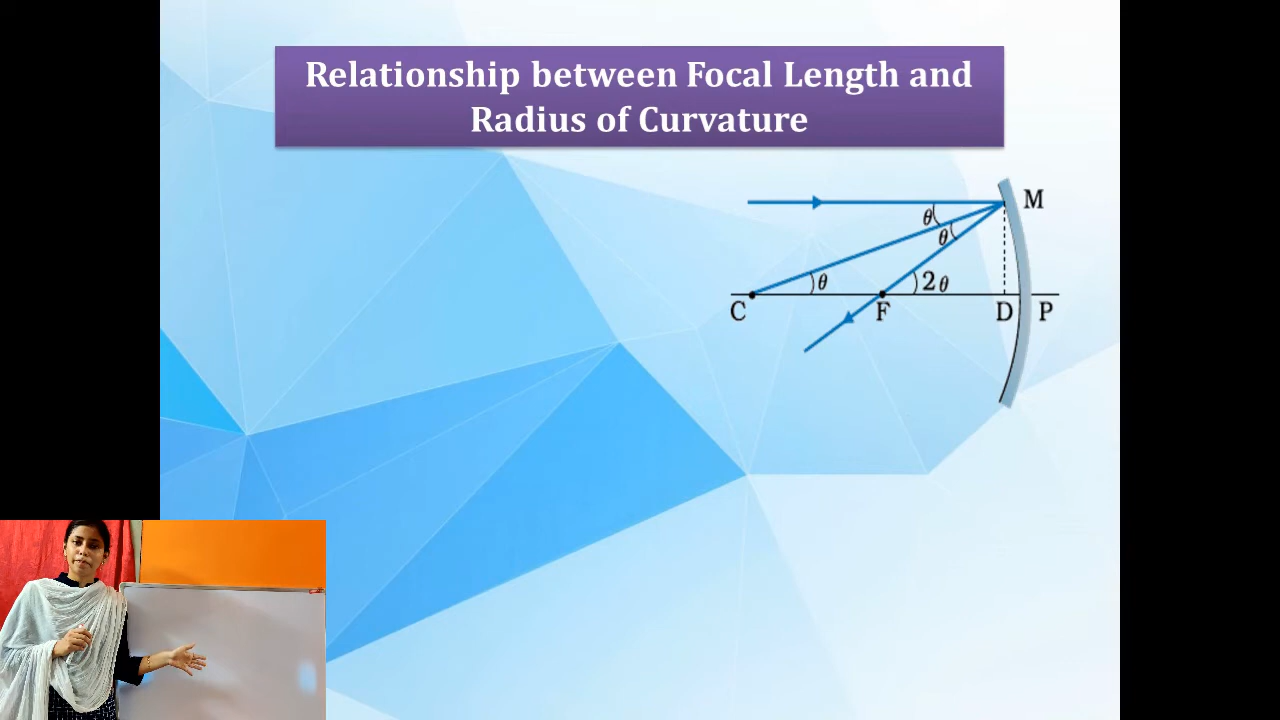 Relationship between Focal Length and
Radius of Curvature
M
θ
θ
θ
2θ
C
F
D
P